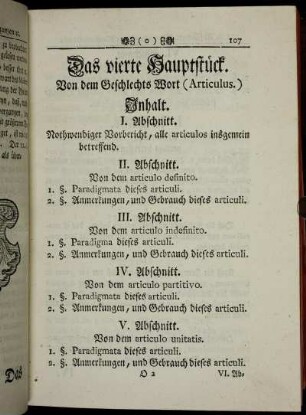 ( o ) 107
Das vierte Hauptstück.
Von dem Geschlechts Wort (Articulus.)
Inhalt.
I. Abschnitt.
Nothwendiger Vorbericht, alle articulos insgemein
betreffend.
II. Abschnitt.
Von dem articulo definito.
1. §. Paradigmata dieses articuli.
2. §. Anmerkungen, und Gebrauch dieses articuli.
III. Abschnitt.
Von dem articulo indefinito.
1. §. Paradigma dieses articuli.
2. §. Anmerkungen, und Gebrauch dieses articuli.
IV. Abschnitt.
Von dem articulo partitivo.
1. §. Paradigmata dieses articuli.
2. §. Anmerkungen, und Gebrauch dieses articuli.
V. Abschnitt.
Von dem articulo unitatis.
1. §. Paradigmata dieses articuli.
2. §. Anmerkungen, und Gebrauch dieses articuli.
O 2 VI. Ab-
Das